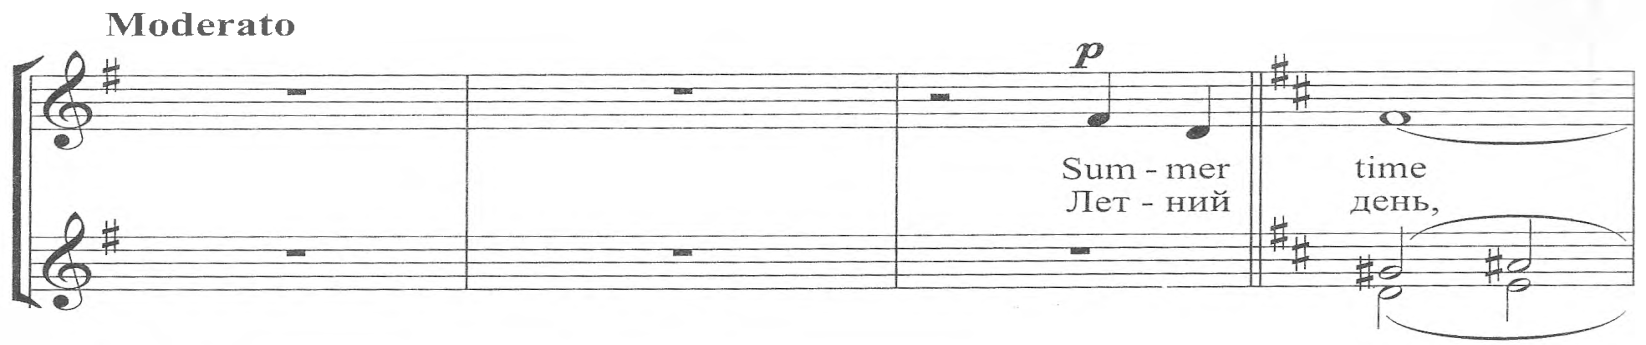 Moderato
p
Sum - mer time
Лет - ний день,